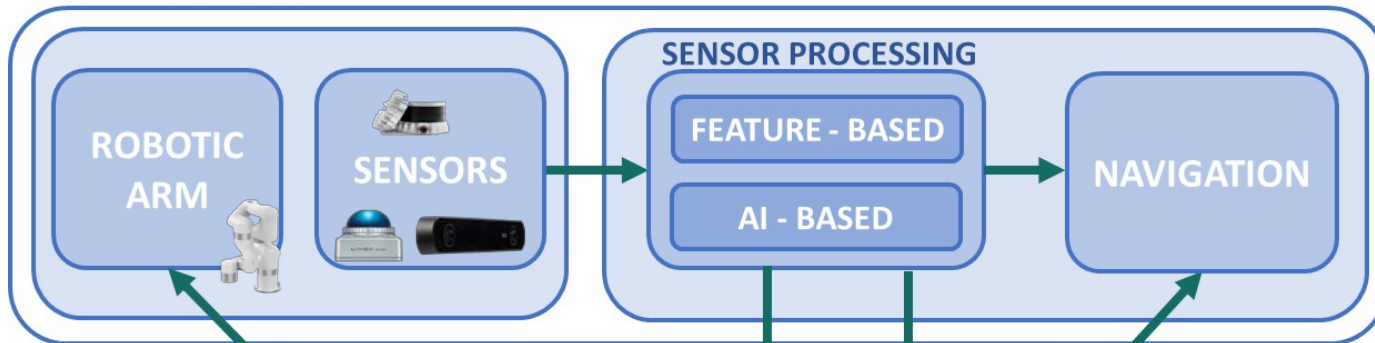 SENSOR PROCESSING
ROBOTIC
ARM
SENSORS
FEATURE - BASED
AI - BASED
NAVIGATION